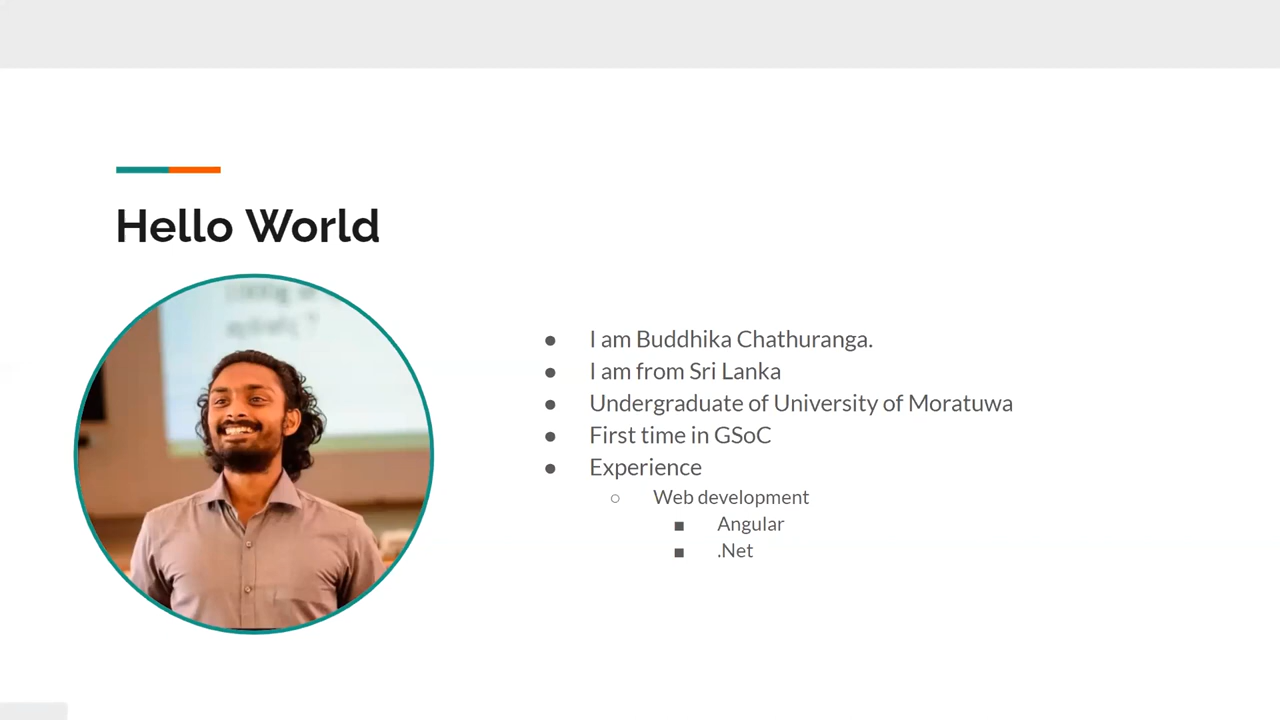 Hello World
● I am Buddhika Chathuranga.
● I am from Sri Lanka
● Undergraduate of University of Moratuwa
● First time in GSoC
● Experience
○ Web development
■ Angular
■ .Net